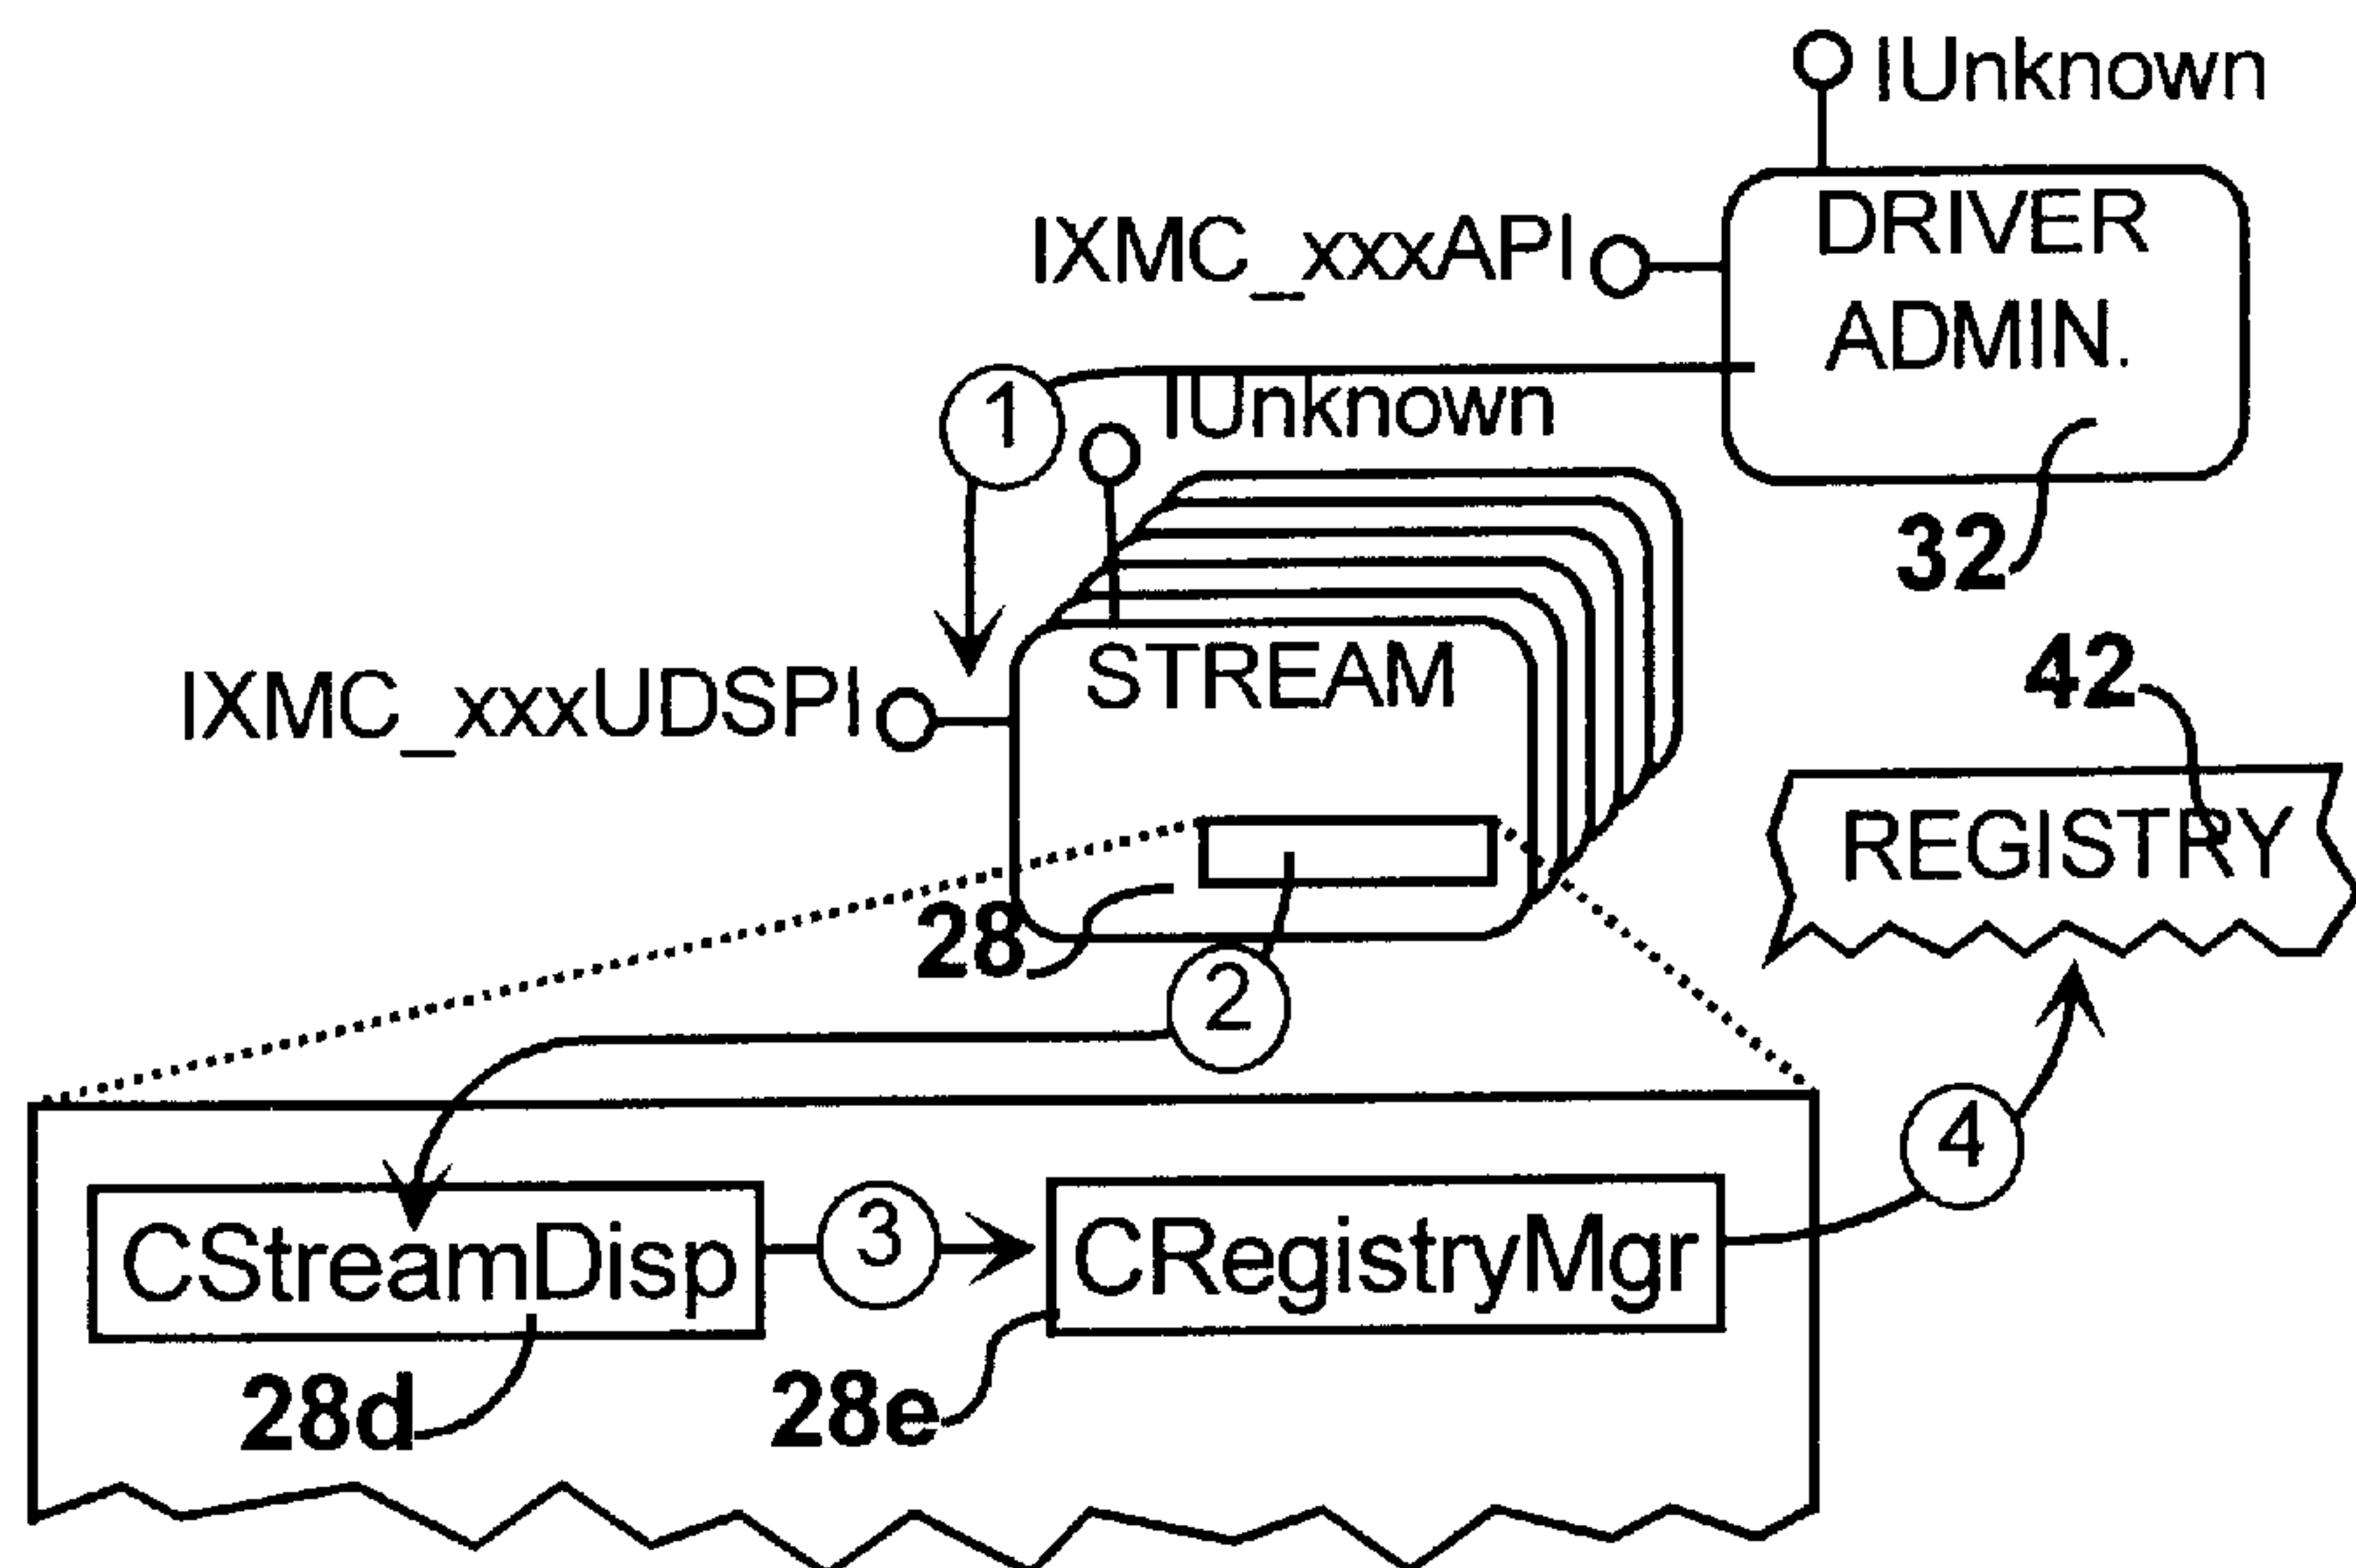 IUnknown
IXMC_xxxAPI
DRIVER
ADMIN.
1
IUnknown
32
STREAM
42
IXMC_xxxUDSPI
REGISTRY
28
2
4
CStreamDisp
3
CRegistryMgr
28d
28e